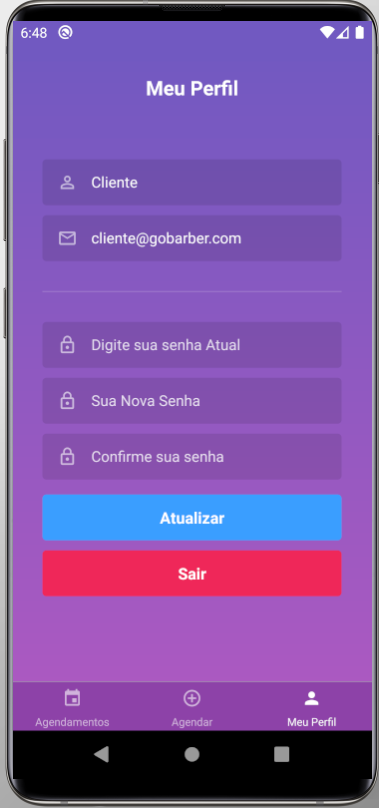 6:48
Meu Perfil
Cliente
cliente@gobarber.com
Digite sua senha Atual
Sua Nova Senha
Confirme sua senha
Atualizar
Sair
Agendamentos
Agendar
Meu Perfil